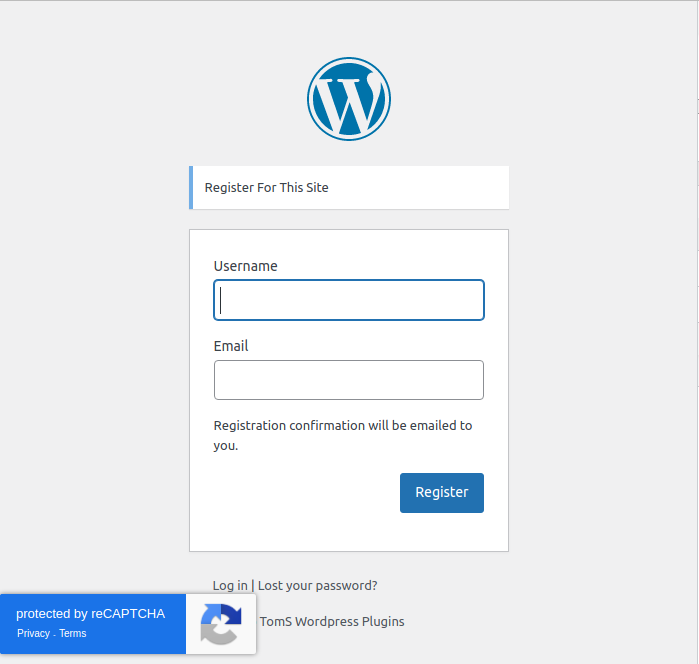 Register For This Site
Username
Email
Registration confirmation will be emailed to
you.
Register
Log in | Lost your password?
protected by reCAPTCHA
Privacy - Terms
TomS Wordpress Plugins